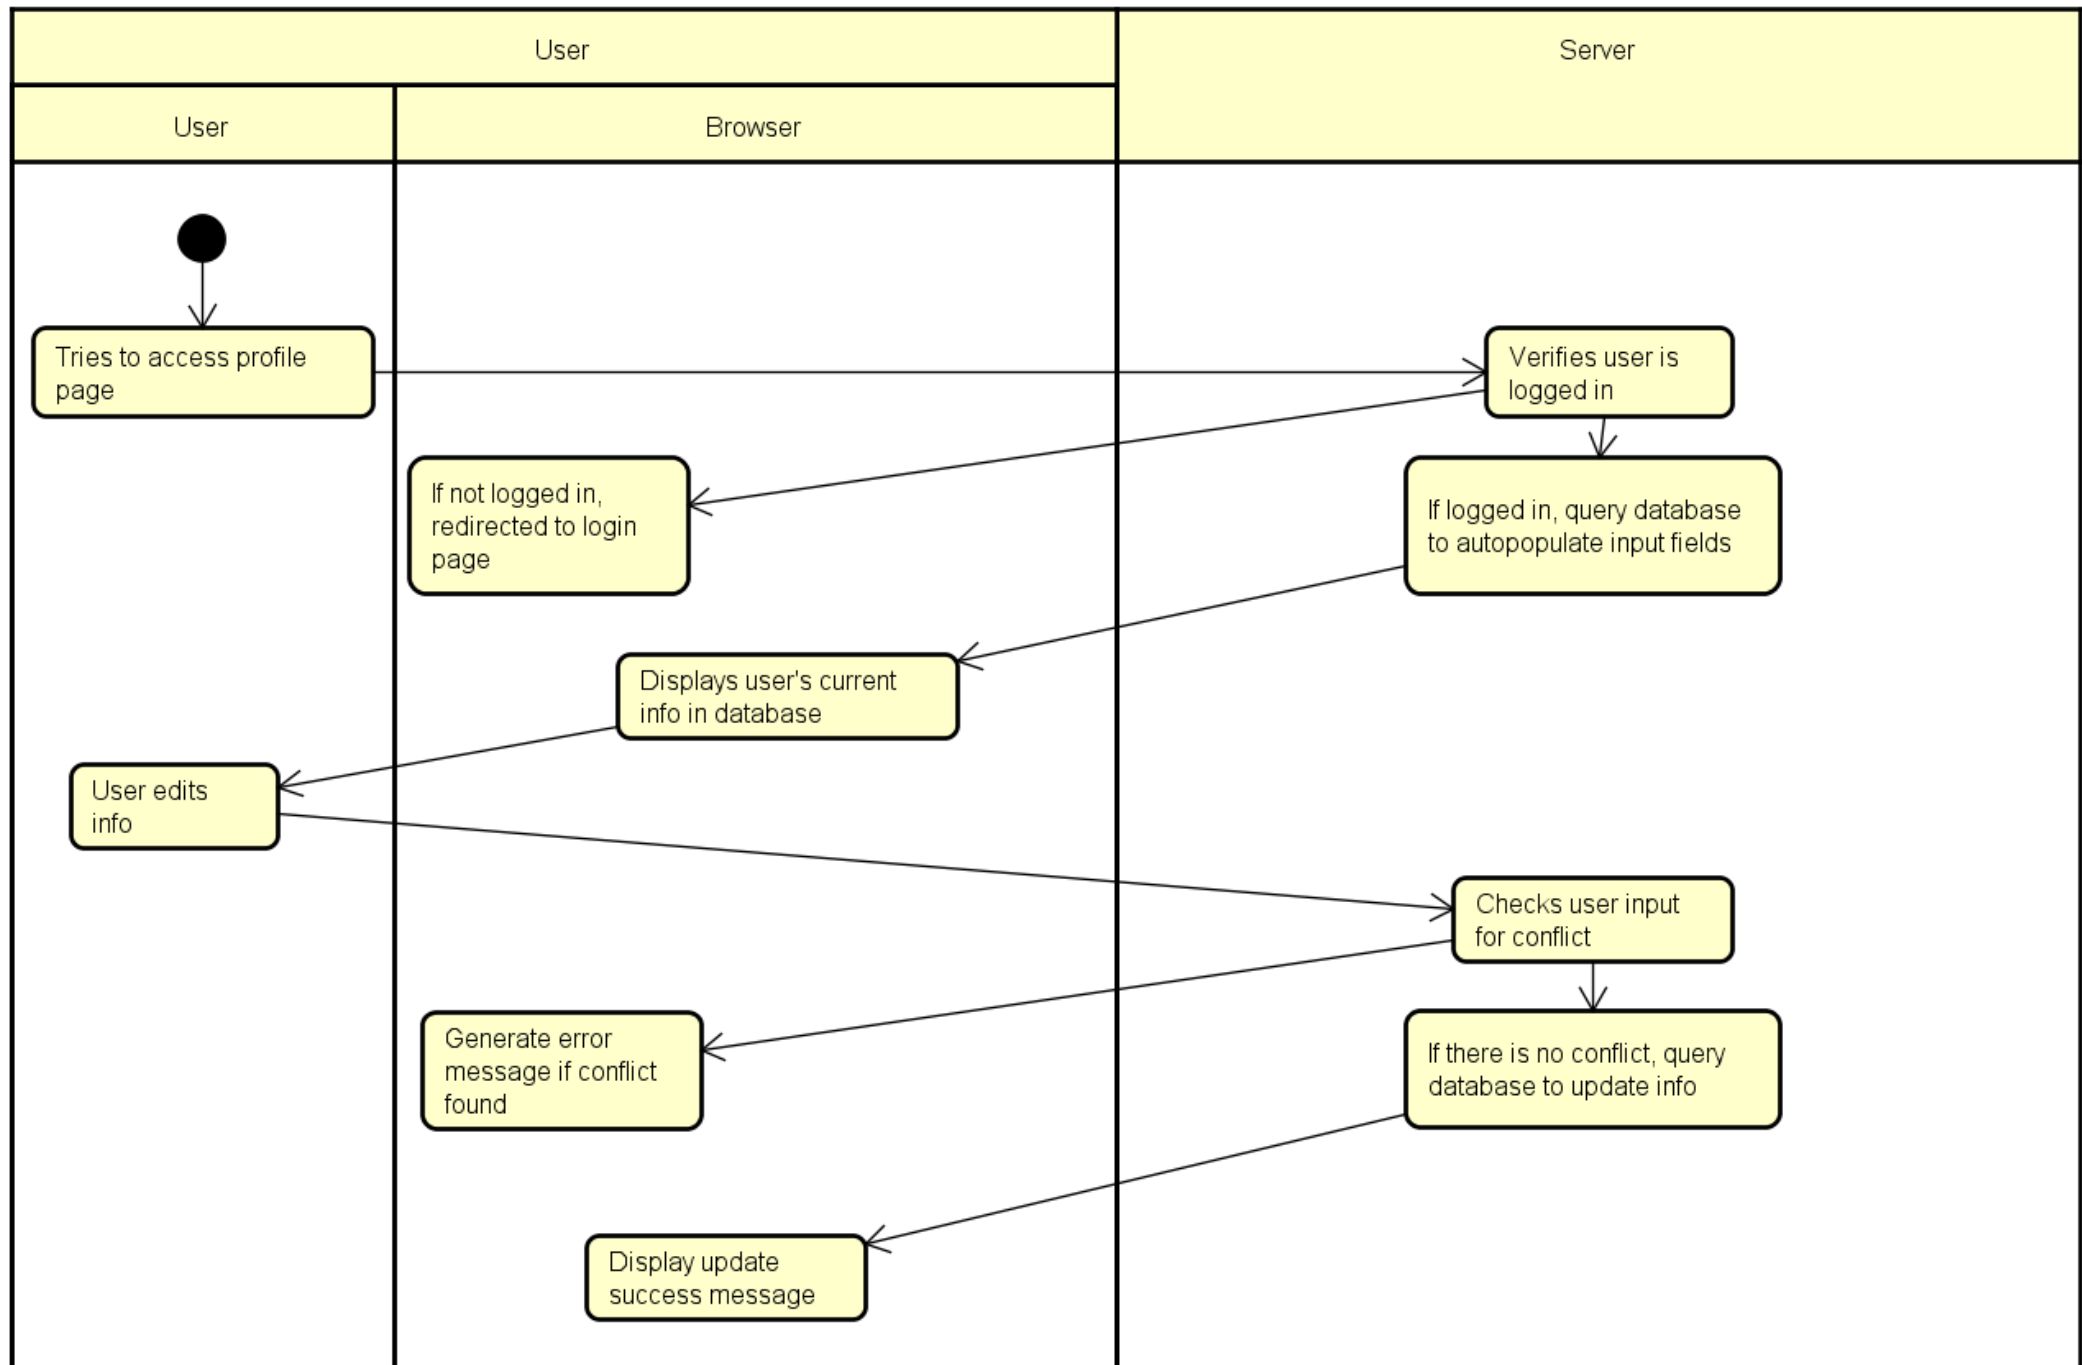 User
Server
User
Browser
Tries to access profile
page
Verifies user is
logged in
If not logged in,
redirected to login
page
If logged in, query database
to autopopulate input fields
Displays user's current
info in database
User edits
info
Checks user input
for conflict
Generate error
message if conflict
found
If there is no conflict, query
database to update info
Display update
success message